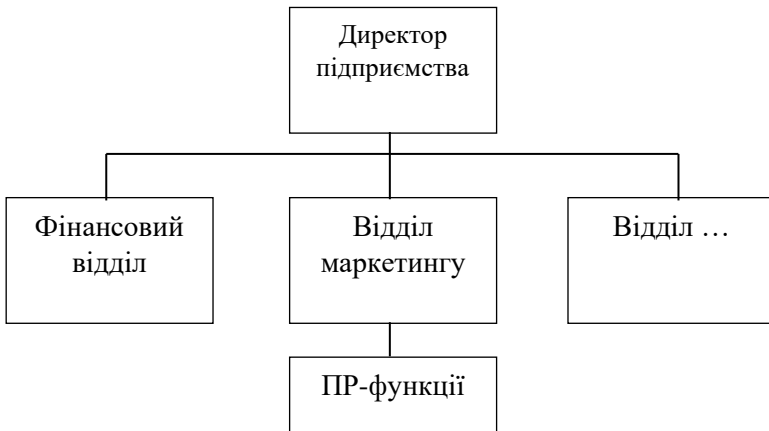 Директор
підприємства
Фінансовий
відділ
Відділ
маркетингу
Відділ …
ПР-функції